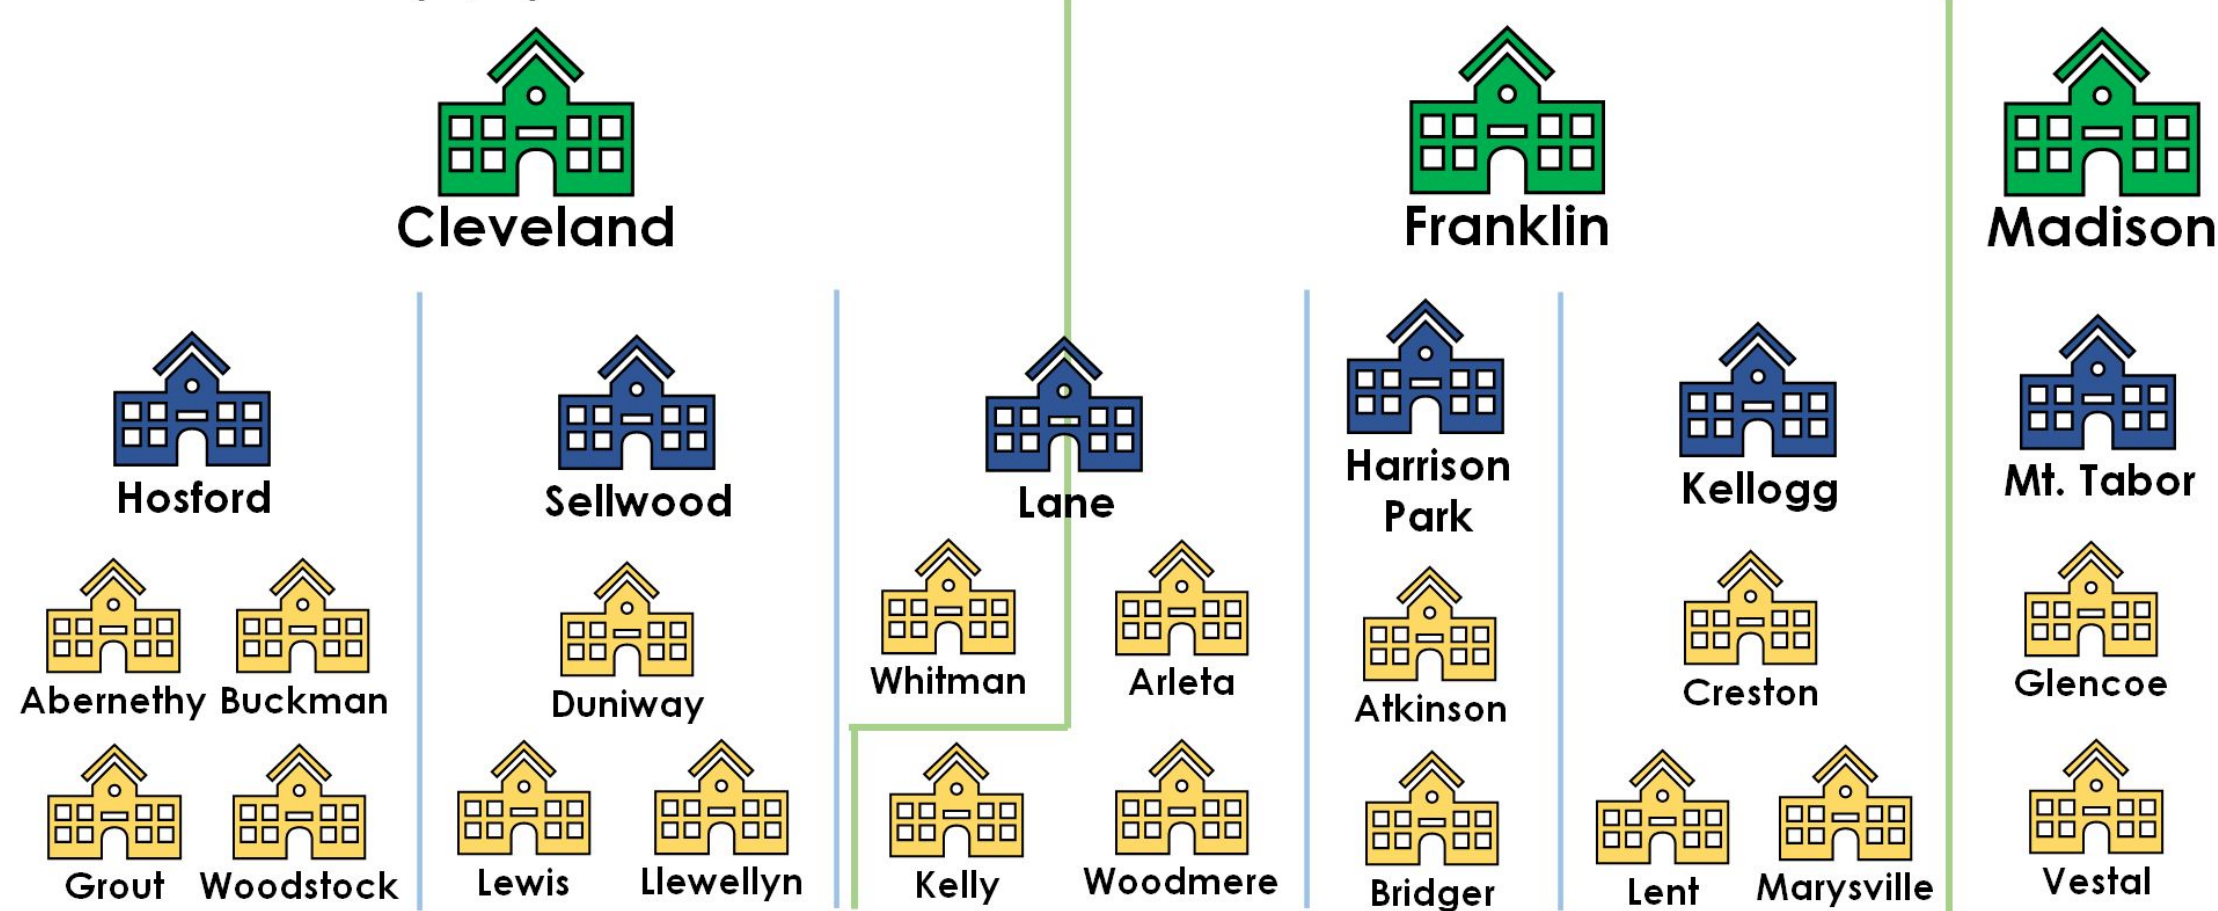 Cleveland
Franklin
Madison
Hosford
Sellwood
Lane
Harrison
Park
Kellogg
Mt. Tabor
Abernethy
Buckman
Duniway
Whitman
Arleta
Atkinson
Creston
Glencoe
Grout
Woodstock
Lewis
Llewellyn
Kelly
Woodmere
Bridger
Lent
Marysville
Vestal